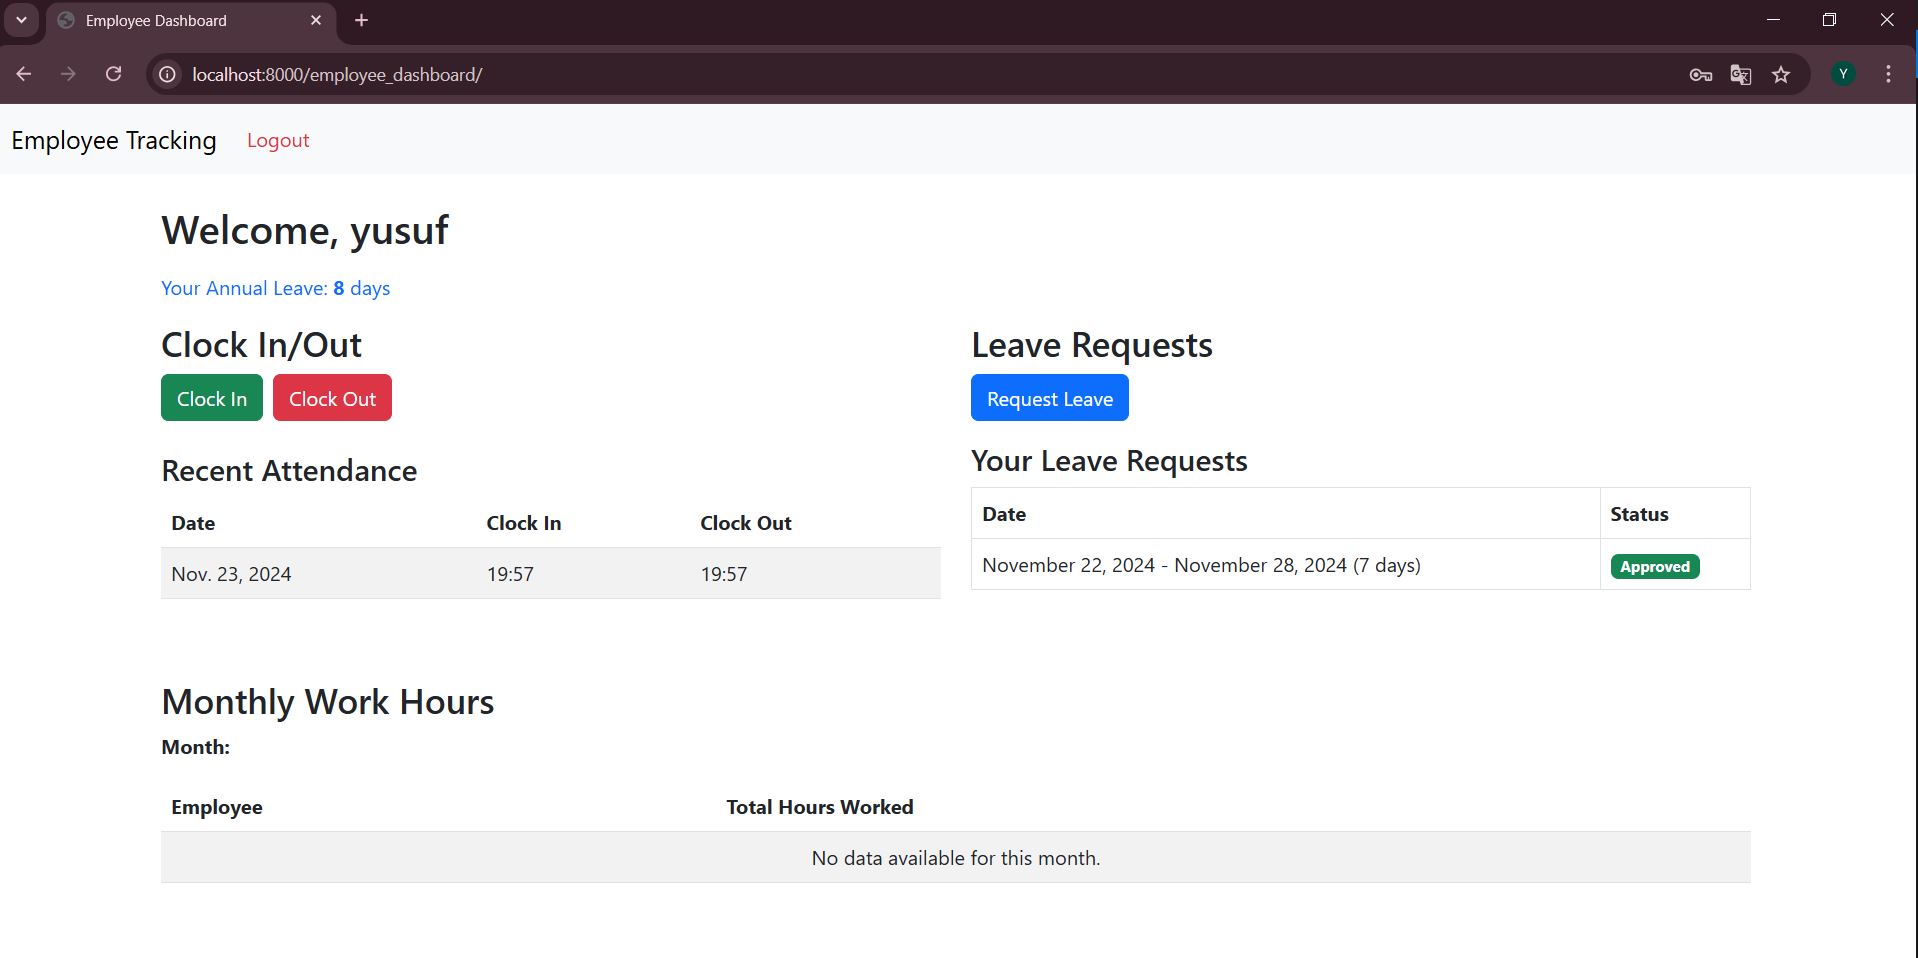 Employee Dashboard
localhost:8000/employee_dashboard/
Y
Employee Tracking Logout
Welcome, yusuf
Your Annual Leave: 8 days
Clock In/Out
Clock In Clock Out
Recent Attendance
Date Clock In Clock Out
Nov. 23, 2024 19:57 19:57
Leave Requests
Request Leave
Your Leave Requests
Date Status
November 22, 2024 - November 28, 2024 (7 days) Approved
Monthly Work Hours
Month:
Employee Total Hours Worked
No data available for this month.